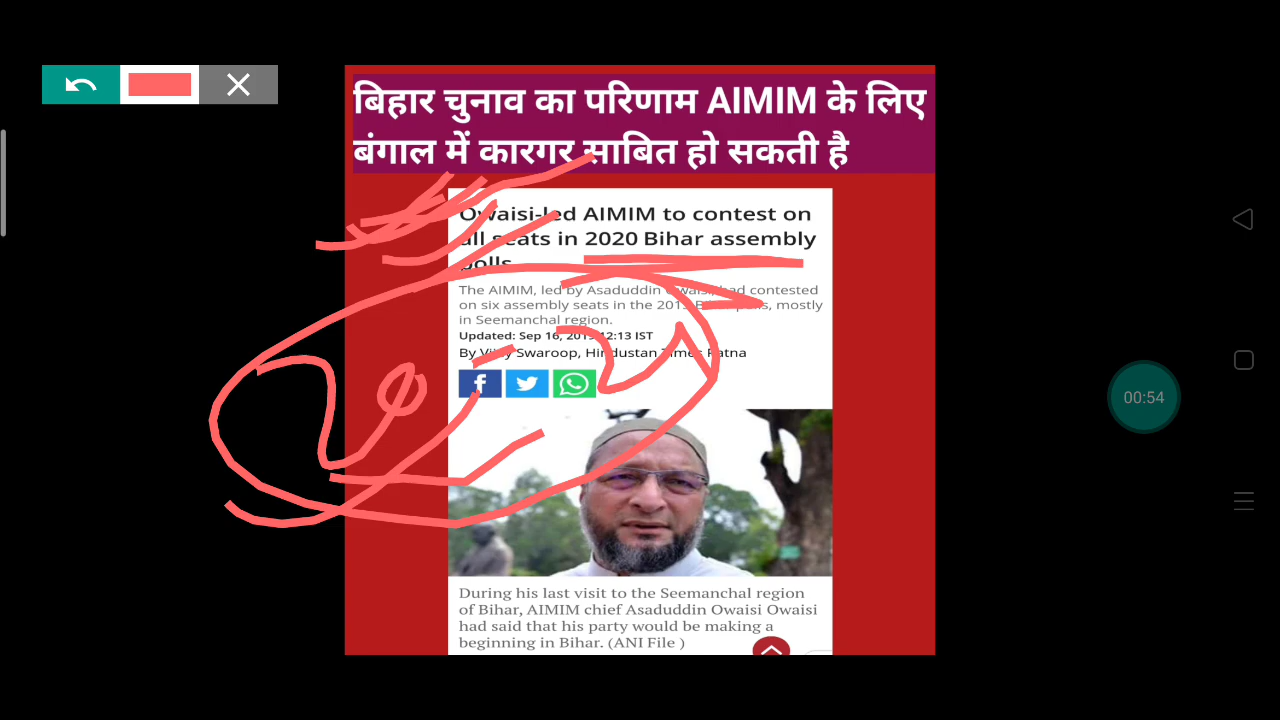 बिहार चुनाव का परिणाम AIMIM के लिए
बंगाल में कारगर साबित हो सकती है
Owaisi-led AIMIM to contest on
all seats in 2020 Bihar assembly
polls
The AIMIM, led by Asaduddin Owaisi, had contested
on six assembly seats in the 2015 Bihar polls, mostly
in Seemanchal region.
Updated: Sep 16, 2019 12:13 IST
By Vijay Swaroop, Hindustan Times Patna
During his last visit to the Seemanchal region
of Bihar, AIMIM chief Asaduddin Owaisi Owaisi
had said that his party would be making a
beginning in Bihar. (ANI File )
00:54